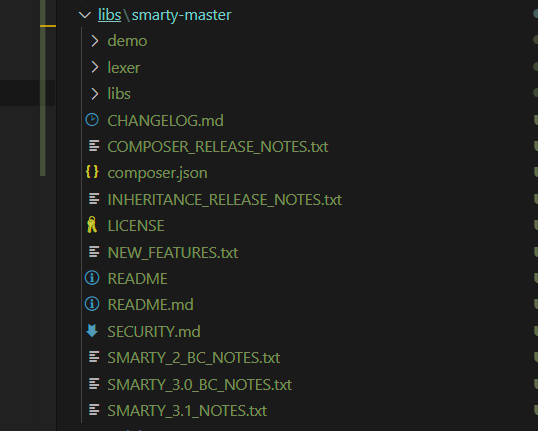 libs\smarty-master
demo
lexer
libs
CHANGELOG.md
COMPOSER_RELEASE_NOTES.txt
composer.json
INHERITANCE_RELEASE_NOTES.txt
LICENSE
NEW_FEATURES.txt
README
README.md
SECURITY.md
SMARTY_2_BC_NOTES.txt
SMARTY_3.0_BC_NOTES.txt
SMARTY_3.1_NOTES.txt